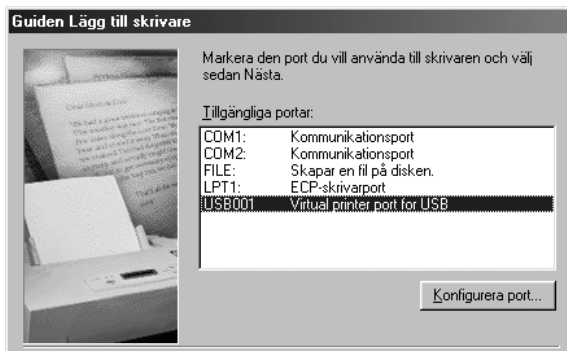 Guiden Lägg till skrivare
Markera den port du vill använda till skrivaren och välj
sedan Nästa.
Tillgängliga portar:
COM1: Kommunikationsport
COM2: Kommunikationsport
FILE: Skapar en fil på disken.
LPT1: ECP-skrivarport
USB001 Virtual printer port for USB
Konfigurera port...